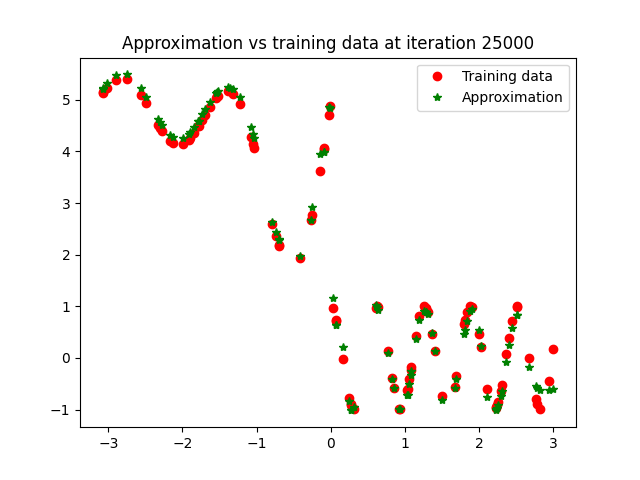 Approximation vs training data at iteration 25000
Training data
Approximation
5
4
3
2
1
0
−1
−3 −2 −1 0 1 2 3